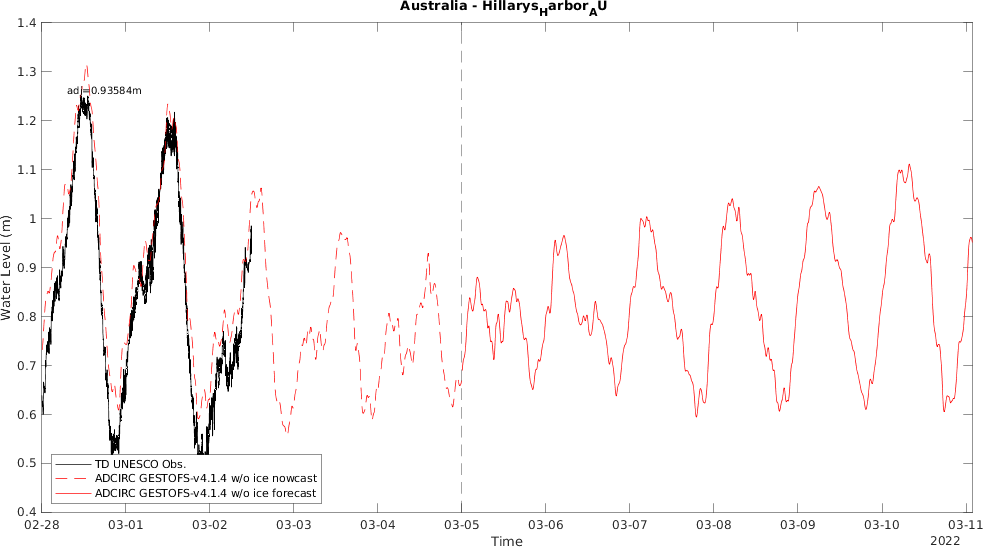 Australia - HillarysHarborAU
1.4
1.3
adj=0.93584m
1.2
1.1
1
0.9
0.8
0.7
0.6
0.5
0.4
Water Level (m)
TD UNESCO Obs.
ADCIRC GESTOFS-v4.1.4 w/o ice nowcast
ADCIRC GESTOFS-v4.1.4 w/o ice forecast
02-28 03-01 03-02 03-03 03-04 03-05 03-06 03-07 03-08 03-09 03-10 03-11
Time
2022